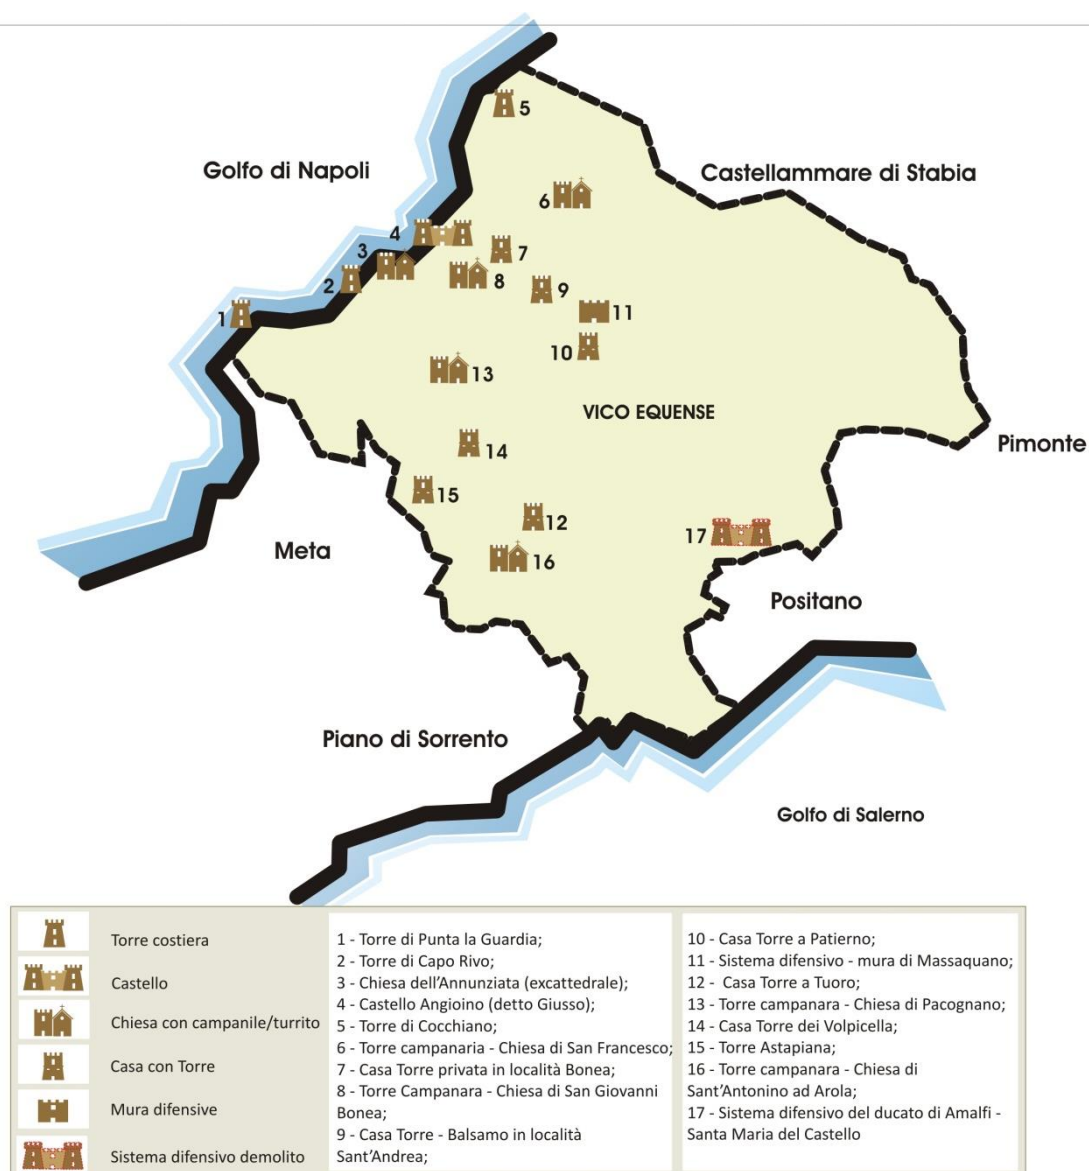 5
Golfo di Napoli
Castellammare di Stabia
6
4
3
7
8
2
9
1
11
10
13
VICO EQUENSE
14
Pimonte
15
12
17
Meta
16
Positano
Piano di Sorrento
Golfo di Salerno
Torre costiera
Castello
Chiesa con campanile/turrito
Casa con Torre
Mura difensive
Sistema difensivo demolito
1 - Torre di Punta la Guardia;
2 - Torre di Capo Rivo;
3 - Chiesa dell'Annunziata (excattedrale);
4 - Castello Angioino (detto Giusso);
5 - Torre di Cocchiano;
6 - Torre campanaria - Chiesa di San Francesco;
7 - Casa Torre privata in località Bonea;
8 - Torre Campanara - Chiesa di San Giovanni
Bonea;
9 - Casa Torre - Balsamo in località
Sant'Andrea;
10 - Casa Torre a Patierno;
11 - Sistema difensivo - mura di Massaquano;
12 -  Casa Torre a Tuoro;
13 - Torre campanara - Chiesa di Pacognano;
14 - Casa Torre dei Volpicella;
15 - Torre Astapiana;
16 - Torre campanara - Chiesa di
Sant'Antonino ad Arola;
17 - Sistema difensivo del ducato di Amalfi -
Santa Maria del Castello